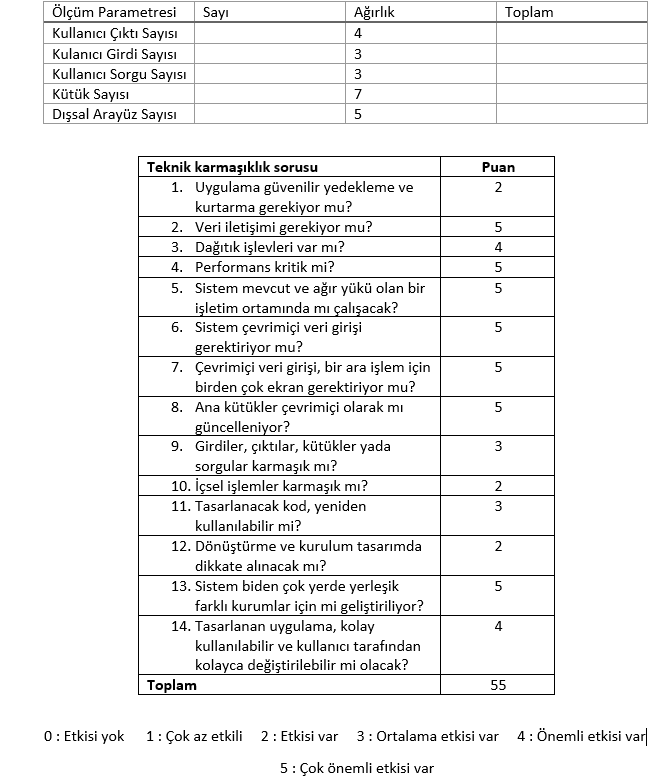 Ölçüm Parametresi Sayı Ağırlık Toplam
Kullanıcı Çıktı Sayısı 4
Kulanıcı Girdi Sayısı 3
Kullanıcı Sorgu Sayısı 3
Kütük Sayısı 7
Dışsal Arayüz Sayısı 5
Teknik karmaşıklık sorusu Puan
1. Uygulama güvenilir yedekleme ve 2
kurtarma gerekiyor mu?
2. Veri iletişimi gerekiyor mu? 5
3. Dağıtık işlevleri var mı? 4
4. Performans kritik mi? 5
5. Sistem mevcut ve ağır yükü olan bir 5
işletim ortamında mı çalışacak?
6. Sistem çevrimiçi veri girişi 5
gerektiriyor mu?
7. Çevrimiçi veri girişi, bir ara işlem için 5
birden çok ekran gerektiriyor mu?
8. Ana kütükler çevrimiçi olarak mı 5
güncelleniyor?
9. Girdiler, çıktılar, kütükler yada 3
sorgular karmaşık mı?
10. İçsel işlemler karmaşık mı? 2
11. Tasarlanacak kod, yeniden 3
kullanılabilir mi?
12. Dönüştürme ve kurulum tasarımda 2
dikkate alınacak mı?
13. Sistem biden çok yerde yerleşik 5
farklı kurumlar için mi geliştiriliyor?
14. Tasarlanan uygulama, kolay 4
kullanılabilir ve kullanıcı tarafından
kolayca değiştirilebilir mi olacak?
Toplam 55
0 : Etkisi yok 1 : Çok az etkili 2 : Etkisi var 3 : Ortalama etkisi var 4 : Önemli etkisi var
5 : Çok önemli etkisi var